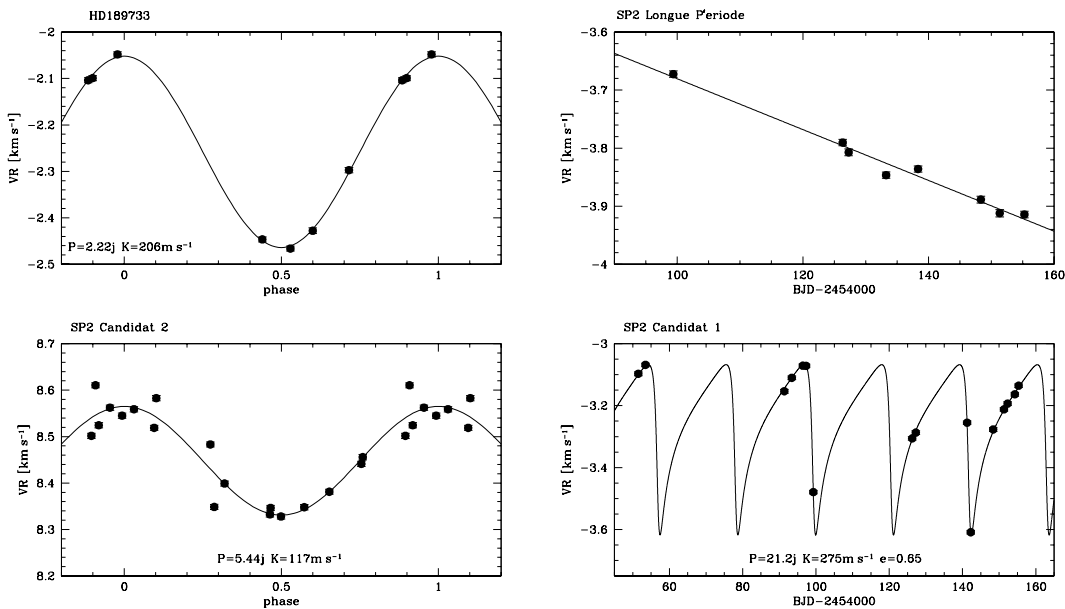 HD189733
-2
-2.1
-2.2
-2.3
-2.4
-2.5
VR [km s⁻¹]
P=2.22j K=206m s⁻¹
0 0.5 1
phase
SP2 Longue P'eriode
-3.6
-3.7
-3.8
-3.9
-4
VR [km s⁻¹]
100 120 140 160
BJD-2454000
SP2 Candidat 2
8.7
8.6
8.5
8.4
8.3
8.2
VR [km s⁻¹]
P=5.44j K=117m s⁻¹
0 0.5 1
phase
SP2 Candidat 1
-3
-3.2
-3.4
-3.6
VR [km s⁻¹]
P=21.2j K=275m s⁻¹ e=0.65
60 80 100 120 140 160
BJD-2454000